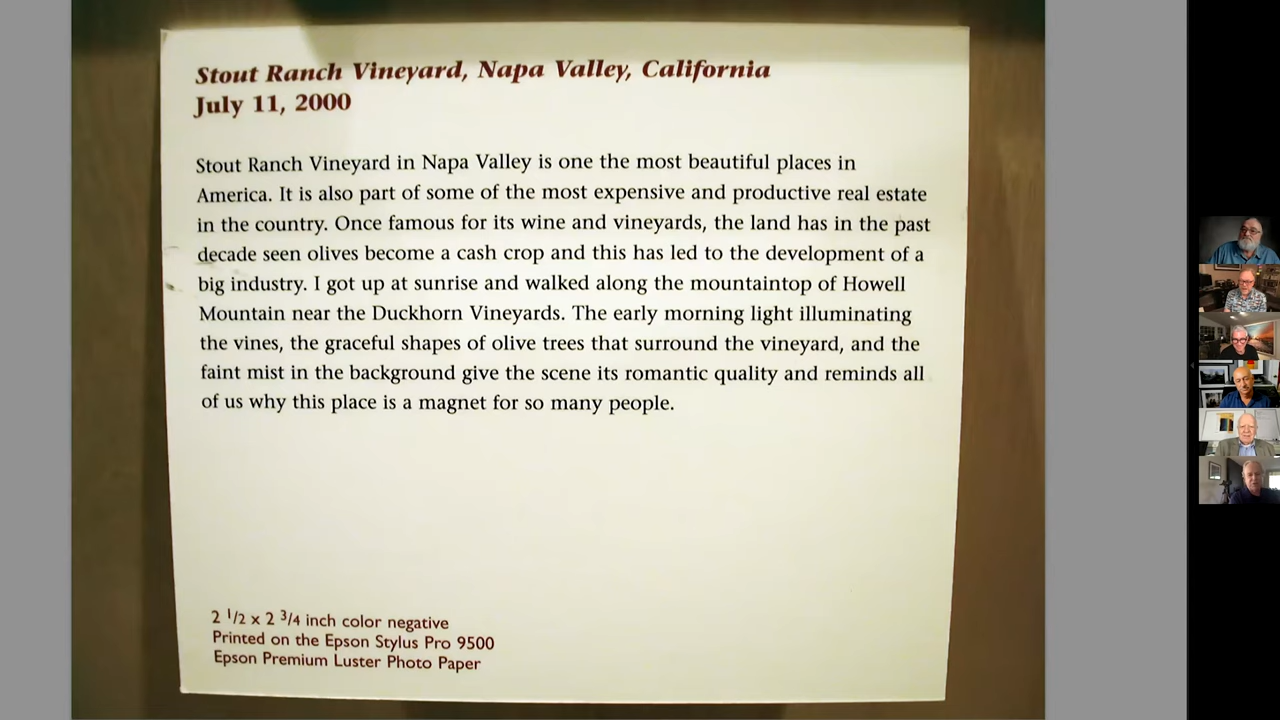 Stout Ranch Vineyard, Napa Valley, California
July 11, 2000
Stout Ranch Vineyard in Napa Valley is one the most beautiful places in
America. It is also part of some of the most expensive and productive real estate
in the country. Once famous for its wine and vineyards, the land has in the past
decade seen olives become a cash crop and this has led to the development of a
big industry. I got up at sunrise and walked along the mountaintop of Howell
Mountain near the Duckhorn Vineyards. The early morning light illuminating
the vines, the graceful shapes of olive trees that surround the vineyard, and the
faint mist in the background give the scene its romantic quality and reminds all
of us why this place is a magnet for so many people.
2 1/2 x 2 3/4 inch color negative
Printed on the Epson Stylus Pro 9500
Epson Premium Luster Photo Paper